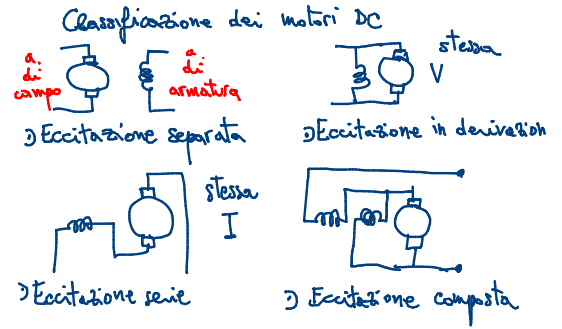 Classificazione dei motori DC
a. di campo
a. di armatura
stessa V
1) Eccitazione separata
2) Eccitazione in derivazion
stessa I
3) Eccitazione serie
4) Eccitazione composta